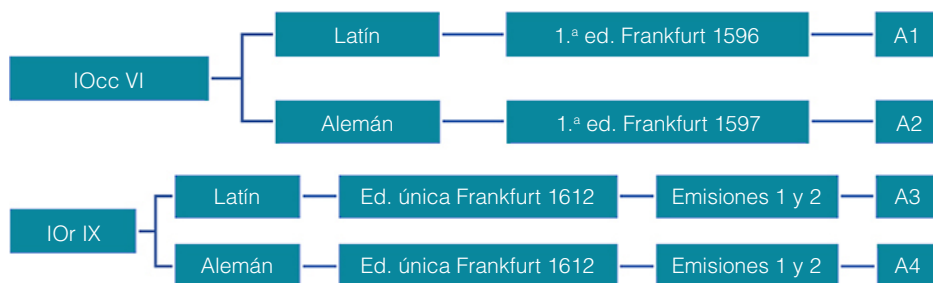 Latín 1.ª ed. Frankfurt 1596 A1
IOcc VI
Alemán 1.ª ed. Frankfurt 1597 A2
Latín Ed. única Frankfurt 1612 Emisiones 1 y 2 A3
IOr IX
Alemán Ed. única Frankfurt 1612 Emisiones 1 y 2 A4